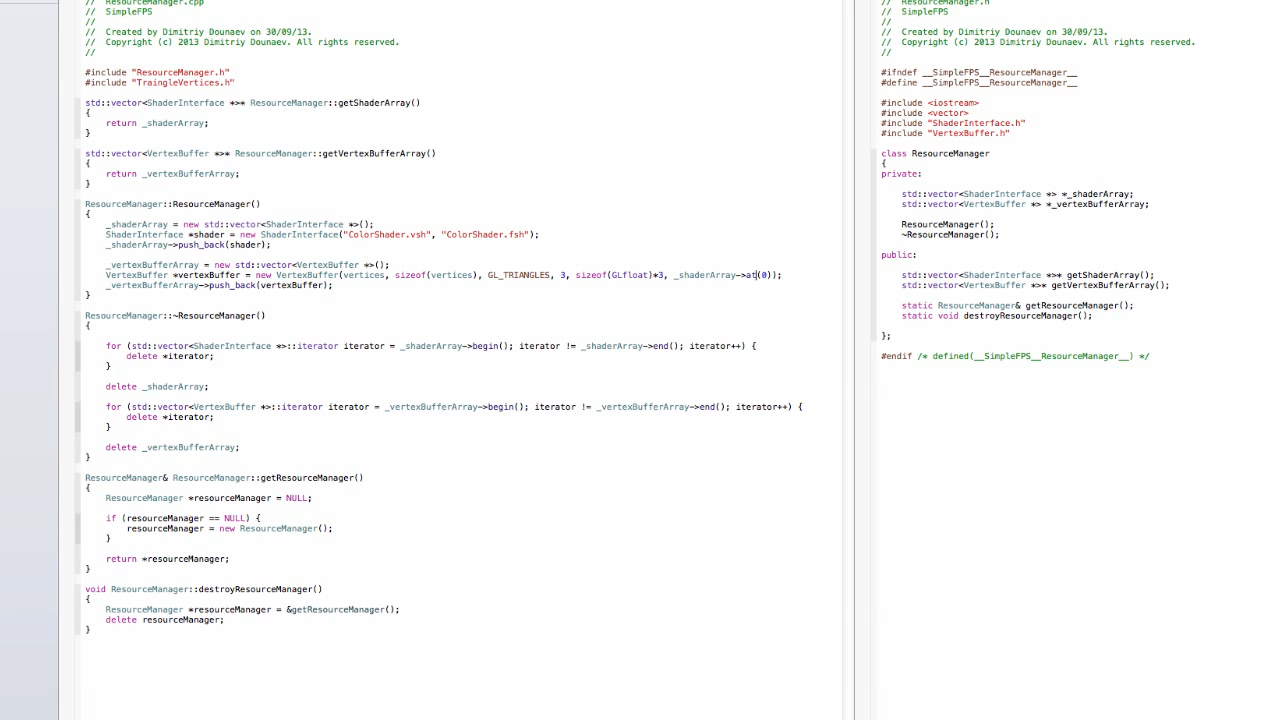 //  ResourceManager.cpp
//  SimpleFPS
//
//  Created by Dimitriy Dounaev on 30/09/13.
//  Copyright (c) 2013 Dimitriy Dounaev. All rights reserved.
//
#include "ResourceManager.h"
#include "TraingleVertices.h"
std::vector<ShaderInterface *>* ResourceManager::getShaderArray()
{
    return _shaderArray;
}
std::vector<VertexBuffer *>* ResourceManager::getVertexBufferArray()
{
    return _vertexBufferArray;
}
ResourceManager::ResourceManager()
{
    _shaderArray = new std::vector<ShaderInterface *>();
    ShaderInterface *shader = new ShaderInterface("ColorShader.vsh", "ColorShader.fsh");
    _shaderArray->push_back(shader);
    _vertexBufferArray = new std::vector<VertexBuffer *>();
    VertexBuffer *vertexBuffer = new VertexBuffer(vertices, sizeof(vertices), GL_TRIANGLES, 3, sizeof(GLfloat)*3, _shaderArray->at(0));
    _vertexBufferArray->push_back(vertexBuffer);
}
ResourceManager::~ResourceManager()
{
    for (std::vector<ShaderInterface *>::iterator iterator = _shaderArray->begin(); iterator != _shaderArray->end(); iterator++) {
        delete *iterator;
    }
    delete _shaderArray;
    for (std::vector<VertexBuffer *>::iterator iterator = _vertexBufferArray->begin(); iterator != _vertexBufferArray->end(); iterator++) {
        delete *iterator;
    }
    delete _vertexBufferArray;
}
ResourceManager& ResourceManager::getResourceManager()
{
    ResourceManager *resourceManager = NULL;
    if (resourceManager == NULL) {
        resourceManager = new ResourceManager();
    }
    return *resourceManager;
}
void ResourceManager::destroyResourceManager()
{
    ResourceManager *resourceManager = &getResourceManager();
    delete resourceManager;
}
//  ResourceManager.h
//  SimpleFPS
//
//  Created by Dimitriy Dounaev on 30/09/13.
//  Copyright (c) 2013 Dimitriy Dounaev. All rights reserved.
//
#ifndef __SimpleFPS__ResourceManager__
#define __SimpleFPS__ResourceManager__
#include <iostream>
#include <vector>
#include "ShaderInterface.h"
#include "VertexBuffer.h"
class ResourceManager
{
private:
    std::vector<ShaderInterface *> *_shaderArray;
    std::vector<VertexBuffer *> *_vertexBufferArray;
    ResourceManager();
    ~ResourceManager();
public:
    std::vector<ShaderInterface *>* getShaderArray();
    std::vector<VertexBuffer *>* getVertexBufferArray();
    static ResourceManager& getResourceManager();
    static void destroyResourceManager();
};
#endif /* defined(__SimpleFPS__ResourceManager__) */